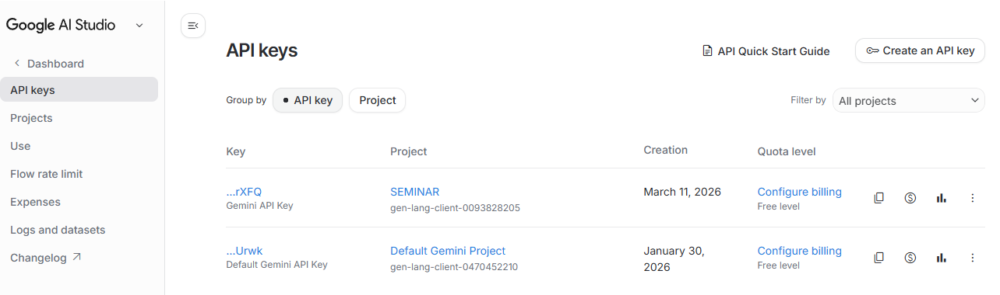 Google AI Studio
Dashboard
API keys
Projects
Use
Flow rate limit
Expenses
Logs and datasets
Changelog
API keys
API Quick Start Guide
Create an API key
Group by
API key
Project
Filter by
All projects
Key
Project
Creation
Quota level
...rXFQ
Gemini API Key
SEMINAR
gen-lang-client-0093828205
March 11, 2026
Configure billing
Free level
...Urwk
Default Gemini API Key
Default Gemini Project
gen-lang-client-0470452210
January 30,
2026
Configure billing
Free level